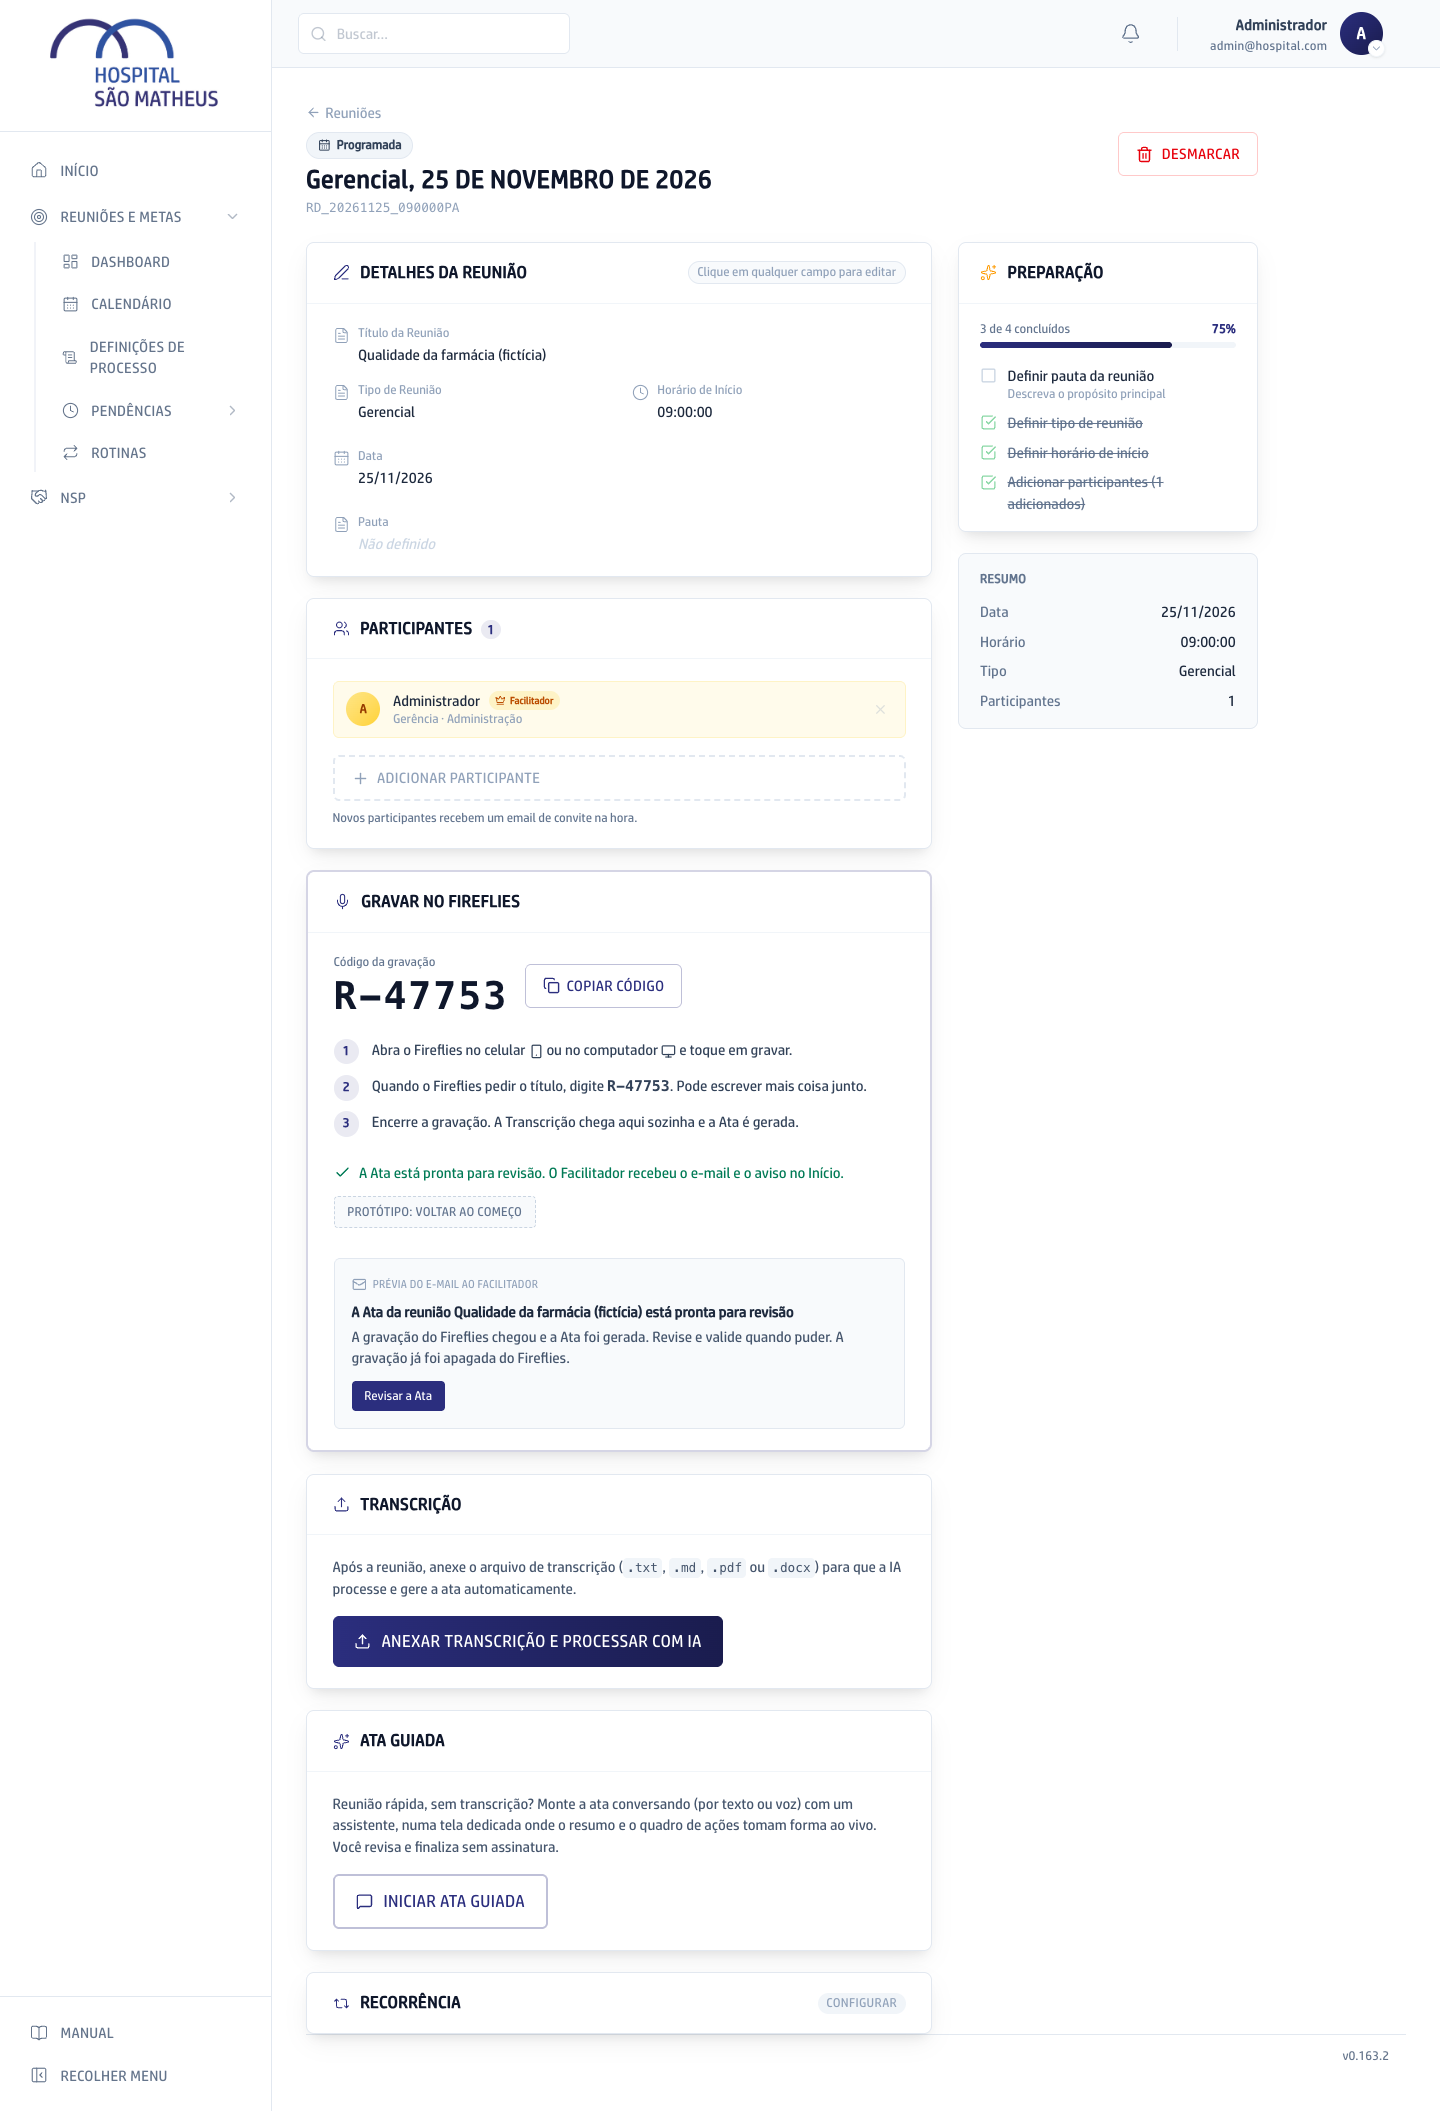 HOSPITAL
SÃO MATHEUS
INÍCIO
REUNIÕES E METAS
DASHBOARD
CALENDÁRIO
DEFINIÇÕES DE
PROCESSO
PENDÊNCIAS
ROTINAS
NSP
MANUAL
RECOLHER MENU
Buscar...
Administrador
admin@hospital.com
A
← Reuniões
Programada
Gerencial, 25 DE NOVEMBRO DE 2026
RD_20261125_090000PA
DESMARCAR
DETALHES DA REUNIÃO
Clique em qualquer campo para editar
Título da Reunião
Qualidade da farmácia (fictícia)
Tipo de Reunião
Gerencial
Horário de Início
09:00:00
Data
25/11/2026
Pauta
Não definido
PARTICIPANTES 1
A
Administrador Facilitador
Gerência · Administração
ADICIONAR PARTICIPANTE
Novos participantes recebem um email de convite na hora.
GRAVAR NO FIREFLIES
Código da gravação
R–47753
COPIAR CÓDIGO
1 Abra o Fireflies no celular ou no computador e toque em gravar.
2 Quando o Fireflies pedir o título, digite R–47753. Pode escrever mais coisa junto.
3 Encerre a gravação. A Transcrição chega aqui sozinha e a Ata é gerada.
A Ata está pronta para revisão. O Facilitador recebeu o e-mail e o aviso no Início.
PROTÓTIPO: VOLTAR AO COMEÇO
PRÉVIA DO E-MAIL AO FACILITADOR
A Ata da reunião Qualidade da farmácia (fictícia) está pronta para revisão
A gravação do Fireflies chegou e a Ata foi gerada. Revise e valide quando puder. A
gravação já foi apagada do Fireflies.
Revisar a Ata
TRANSCRIÇÃO
Após a reunião, anexe o arquivo de transcrição (.txt, .md, .pdf ou .docx) para que a IA
processe e gere a ata automaticamente.
ANEXAR TRANSCRIÇÃO E PROCESSAR COM IA
ATA GUIADA
Reunião rápida, sem transcrição? Monte a ata conversando (por texto ou voz) com um
assistente, numa tela dedicada onde o resumo e o quadro de ações tomam forma ao vivo.
Você revisa e finaliza sem assinatura.
INICIAR ATA GUIADA
RECORRÊNCIA
CONFIGURAR
PREPARAÇÃO
3 de 4 concluídos 75%
Definir pauta da reunião
Descreva o propósito principal
Definir tipo de reunião
Definir horário de início
Adicionar participantes (1
adicionados)
RESUMO
Data 25/11/2026
Horário 09:00:00
Tipo Gerencial
Participantes 1
v0.163.2